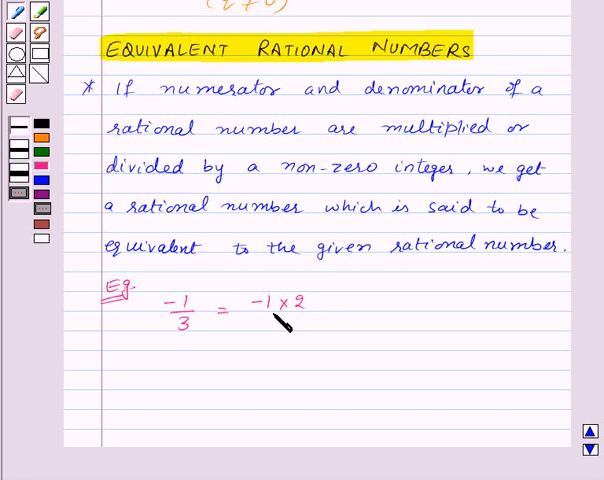 (q ≠ 0)
EQUIVALENT RATIONAL NUMBERS
* If numerator and denominator of a
rational number are multiplied or
divided by a non-zero integer, we get
a rational number which is said to be
equivalent to the given rational number.
Eg.
-1/3 = -1 × 2